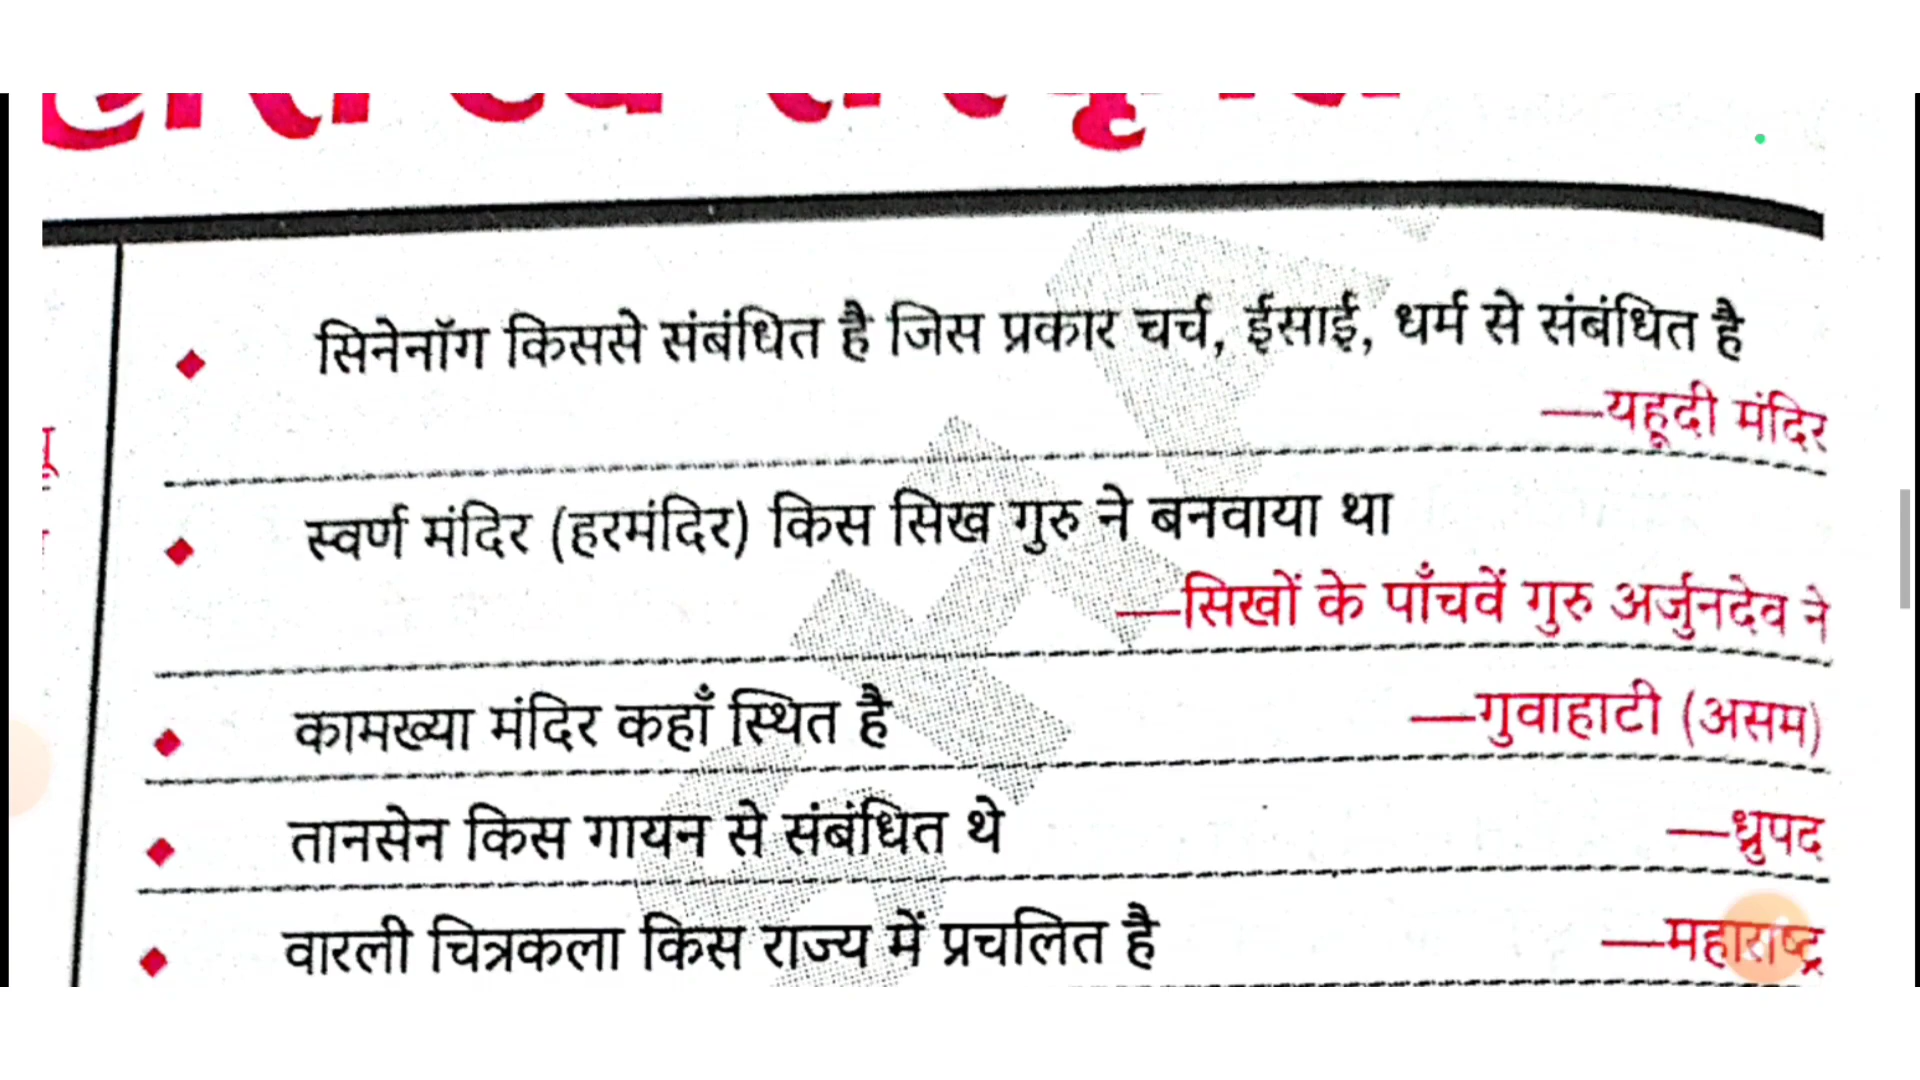 सिनेनॉग किससे संबंधित है जिस प्रकार चर्च, ईसाई, धर्म से संबंधित है
—यहूदी मंदिर
स्वर्ण मंदिर (हरमंदिर) किस सिख गुरु ने बनवाया था
—सिखों के पाँचवें गुरु अर्जुनदेव ने
कामख्या मंदिर कहाँ स्थित है —गुवाहाटी (असम)
तानसेन किस गायन से संबंधित थे —ध्रुपद
वारली चित्रकला किस राज्य में प्रचलित है —महाराष्ट्र